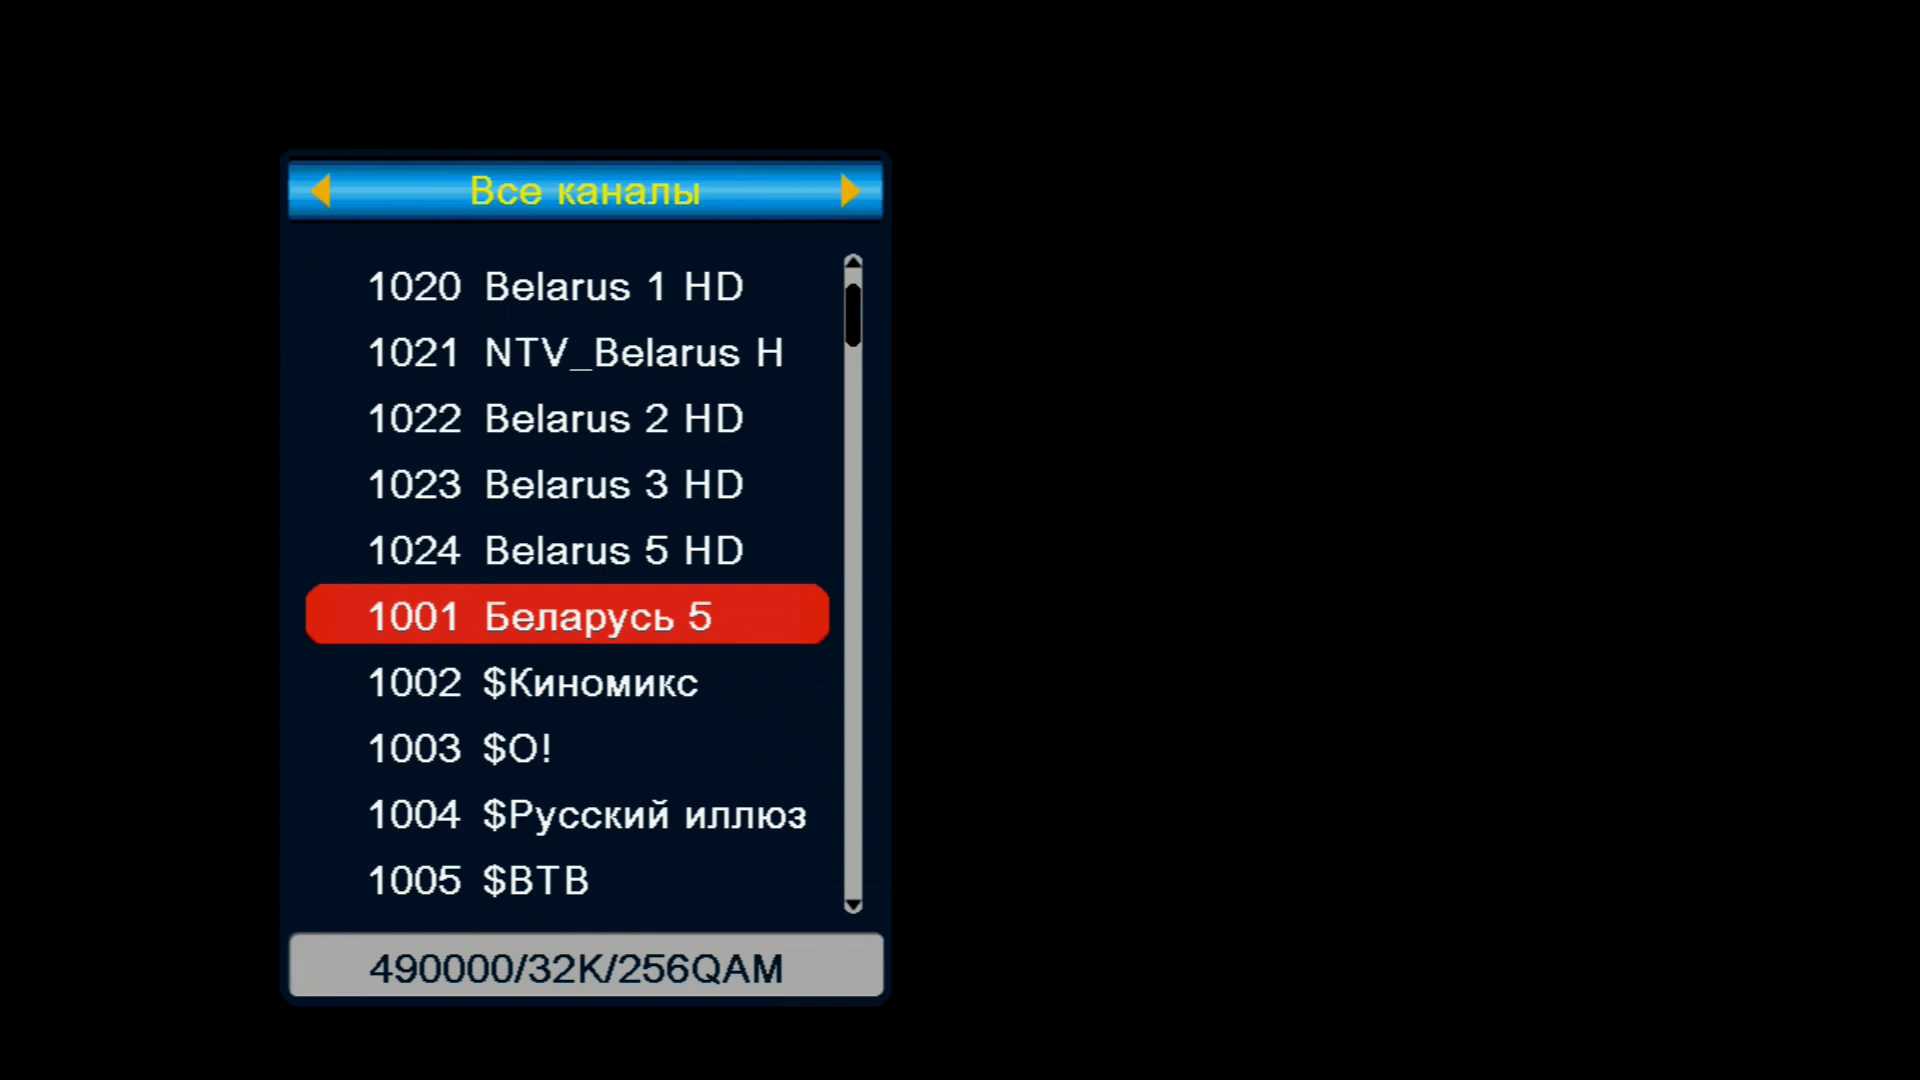 Все каналы
1020 Belarus 1 HD
1021 NTV_Belarus H
1022 Belarus 2 HD
1023 Belarus 3 HD
1024 Belarus 5 HD
1001 Беларусь 5
1002 $Киномикс
1003 $О!
1004 $Русский иллюз
1005 $ВТВ
490000/32K/256QAM